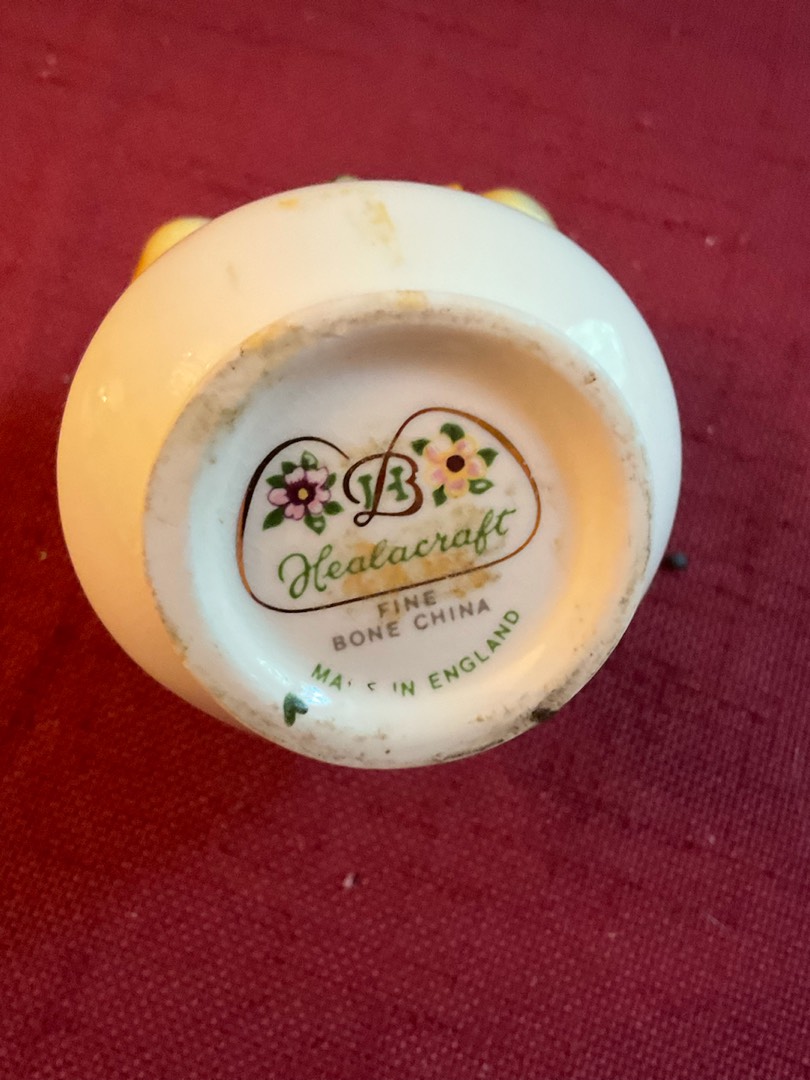 HB
Healacraft
FINE
BONE CHINA
IN ENGLAND